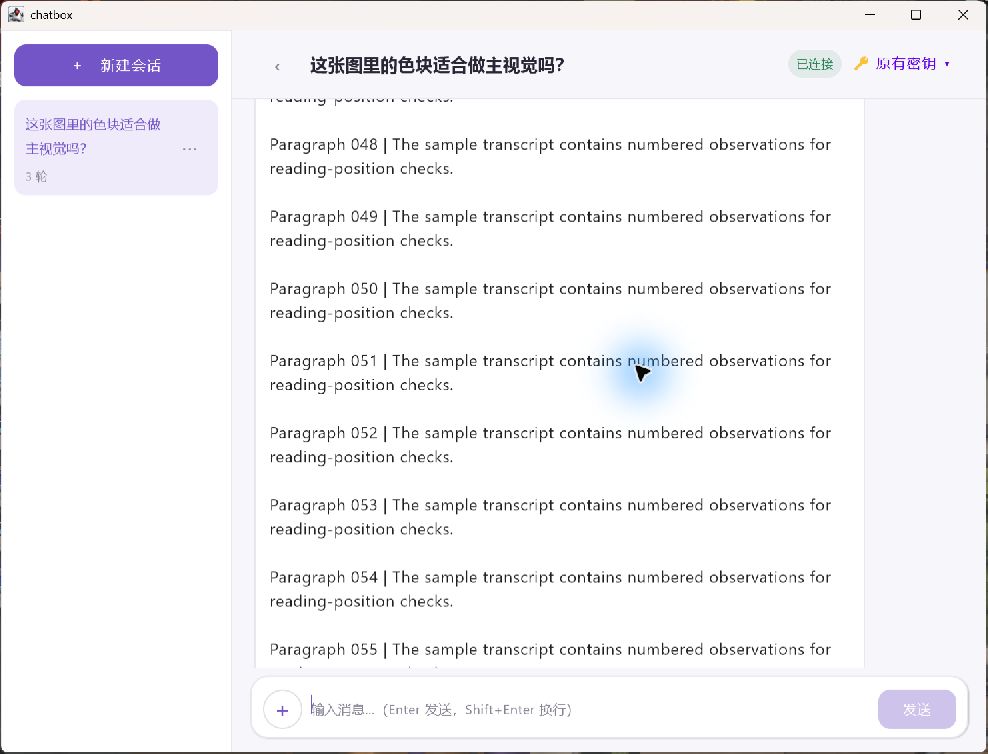 chatbox
+ 新建会话
这张图里的色块适合做
主视觉吗?
...
3 轮
‹ 这张图里的色块适合做主视觉吗?
已连接 原有密钥
reading-position checks.
Paragraph 048 | The sample transcript contains numbered observations for
reading-position checks.
Paragraph 049 | The sample transcript contains numbered observations for
reading-position checks.
Paragraph 050 | The sample transcript contains numbered observations for
reading-position checks.
Paragraph 051 | The sample transcript contains numbered observations for
reading-position checks.
Paragraph 052 | The sample transcript contains numbered observations for
reading-position checks.
Paragraph 053 | The sample transcript contains numbered observations for
reading-position checks.
Paragraph 054 | The sample transcript contains numbered observations for
reading-position checks.
Paragraph 055 | The sample transcript contains numbered observations for
+ 输入消息... (Enter 发送, Shift+Enter 换行) 发送